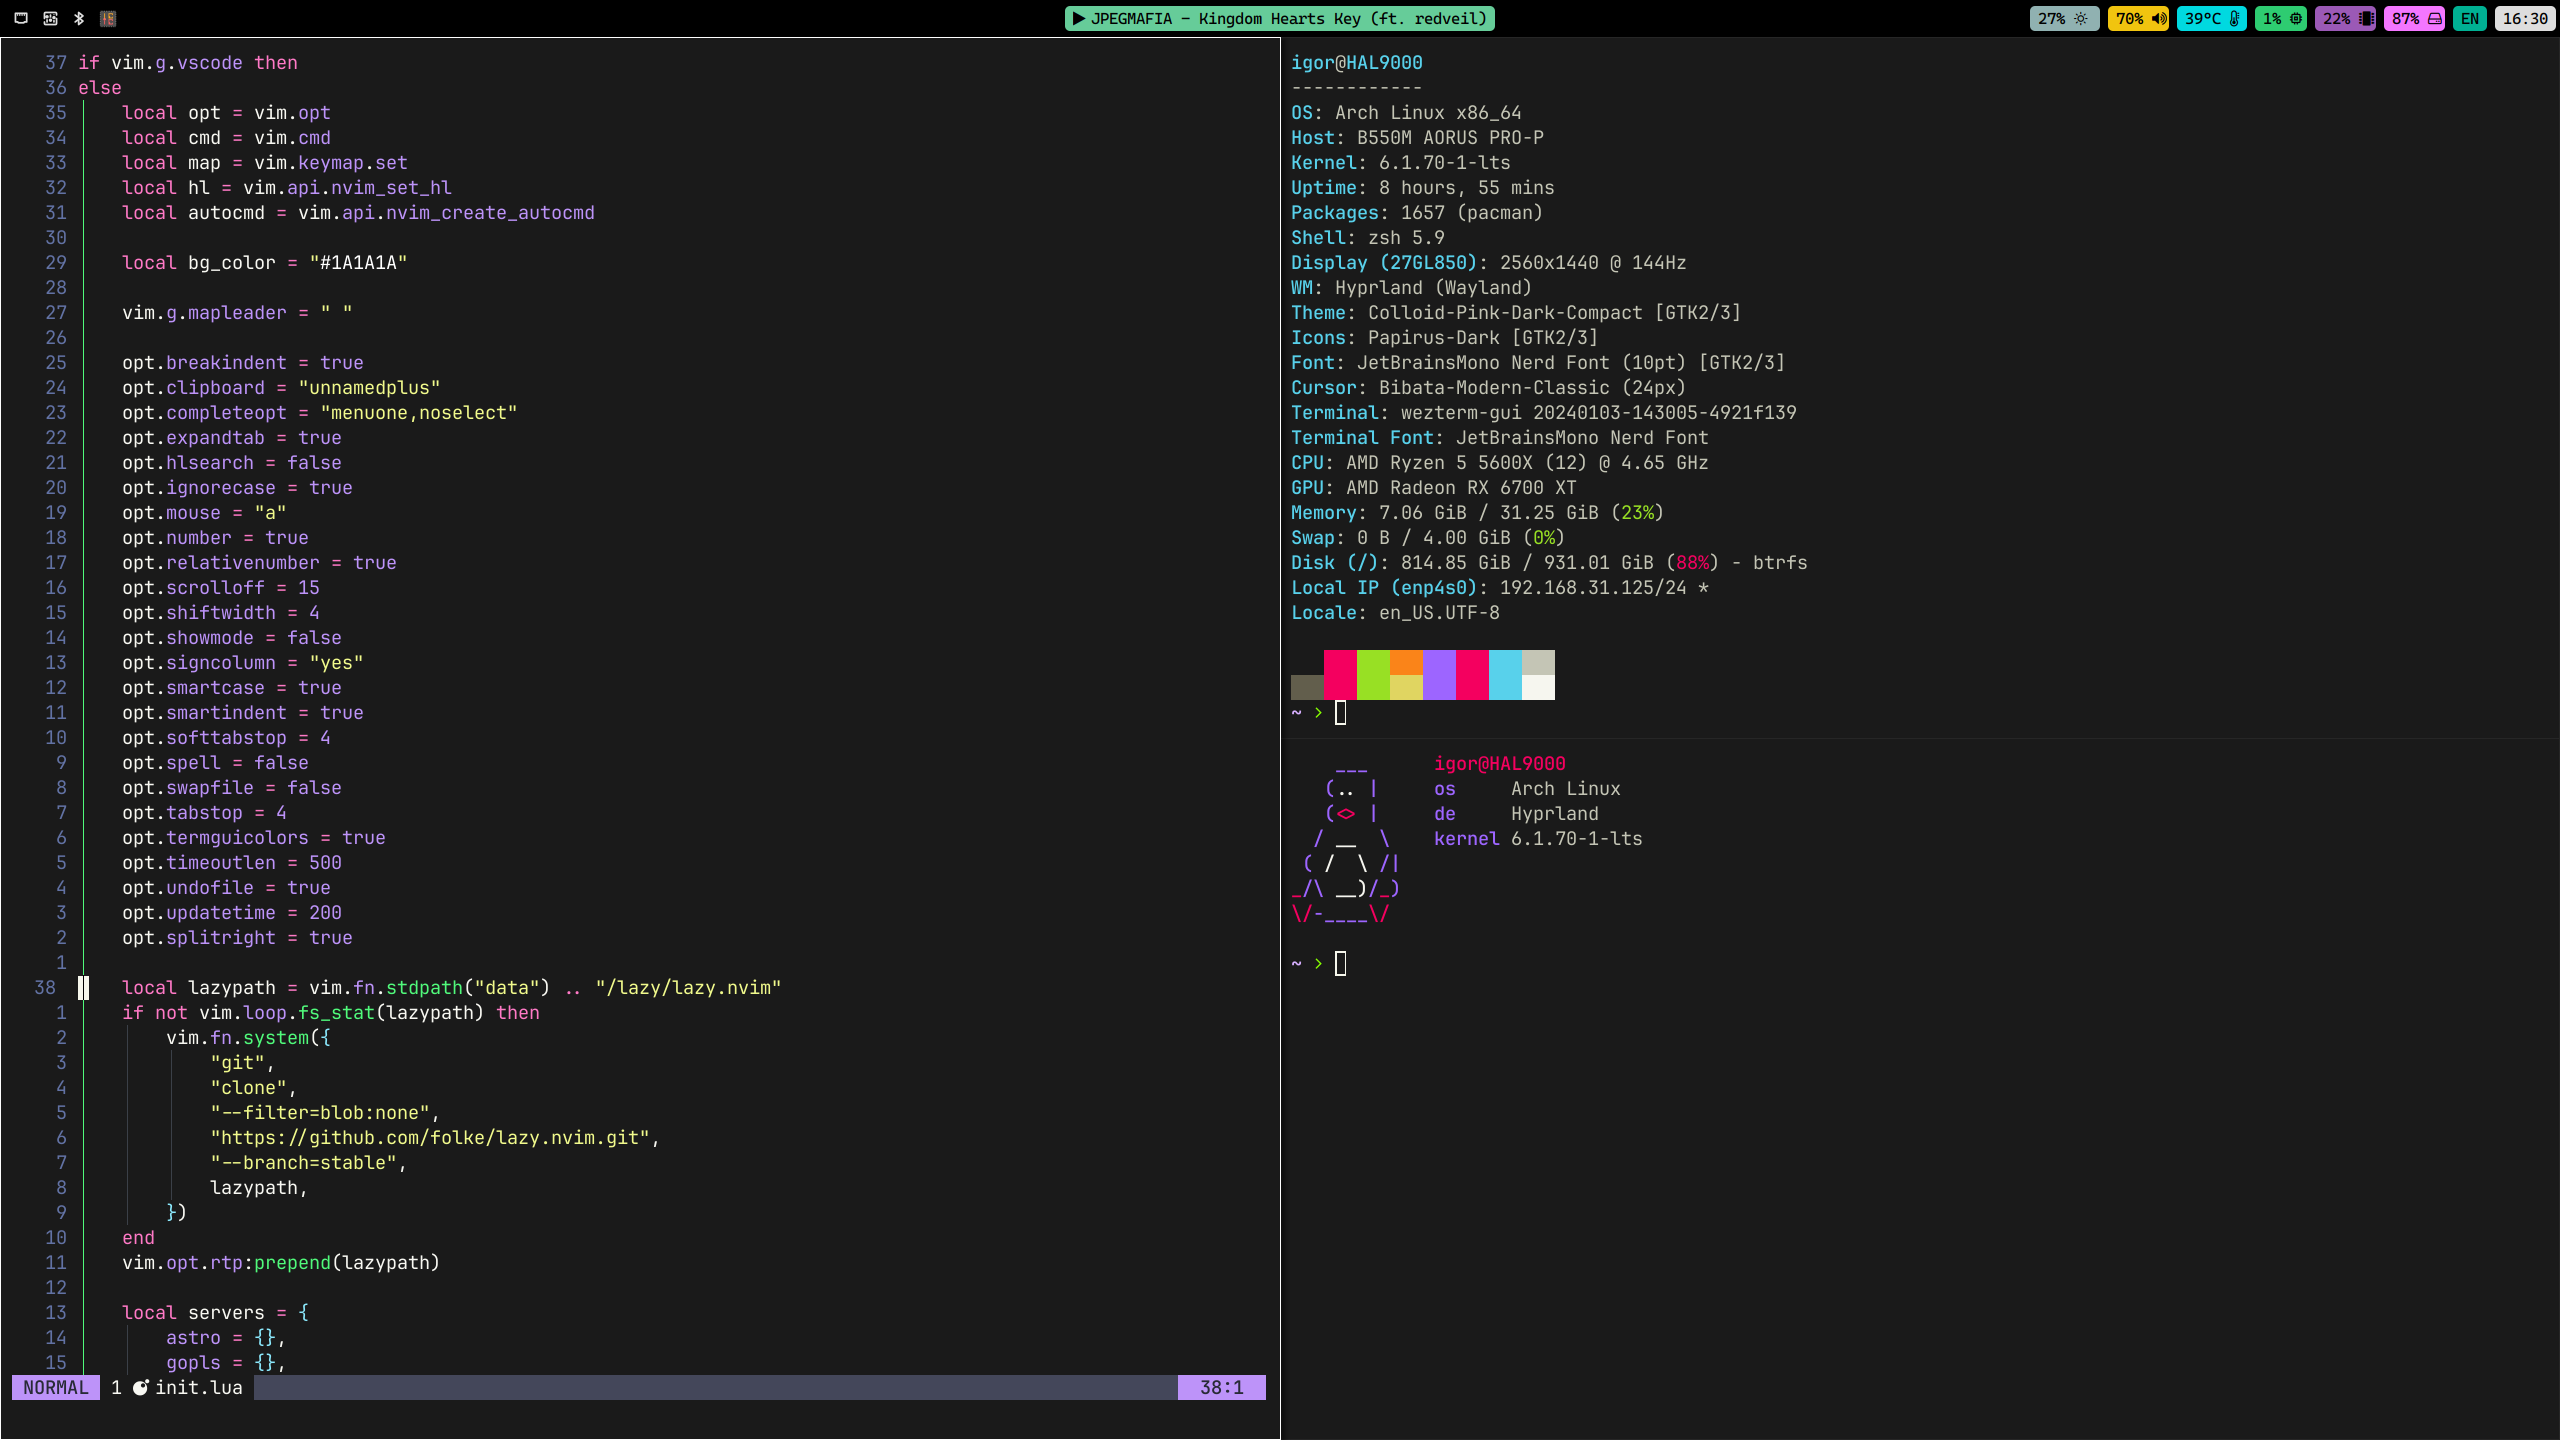 JPEGMAFIA - Kingdom Hearts Key (ft. redveil)
27% 70% 39°C 1% 22% 87% EN 16:30
37 if vim.g.vscode then
36 else
35 local opt = vim.opt
34 local cmd = vim.cmd
33 local map = vim.keymap.set
32 local hl = vim.api.nvim_set_hl
31 local autocmd = vim.api.nvim_create_autocmd
30
29 local bg_color = "#1A1A1A"
28
27 vim.g.mapleader = " "
26
25 opt.breakindent = true
24 opt.clipboard = "unnamedplus"
23 opt.completeopt = "menuone,noselect"
22 opt.expandtab = true
21 opt.hlsearch = false
20 opt.ignorecase = true
19 opt.mouse = "a"
18 opt.number = true
17 opt.relativenumber = true
16 opt.scrolloff = 15
15 opt.shiftwidth = 4
14 opt.showmode = false
13 opt.signcolumn = "yes"
12 opt.smartcase = true
11 opt.smartindent = true
10 opt.softtabstop = 4
9 opt.spell = false
8 opt.swapfile = false
7 opt.tabstop = 4
6 opt.termguicolors = true
5 opt.timeoutlen = 500
4 opt.undofile = true
3 opt.updatetime = 200
2 opt.splitright = true
1
38 local lazypath = vim.fn.stdpath("data") .. "/lazy/lazy.nvim"
1 if not vim.loop.fs_stat(lazypath) then
2 vim.fn.system({
3 "git",
4 "clone",
5 "--filter=blob:none",
6 "https://github.com/folke/lazy.nvim.git",
7 "--branch=stable",
8 lazypath,
9 })
10 end
11 vim.opt.rtp:prepend(lazypath)
12
13 local servers = {
14 astro = {},
15 gopls = {},
NORMAL 1 init.lua 38:1
igor@HAL9000
------------
OS: Arch Linux x86_64
Host: B550M AORUS PRO-P
Kernel: 6.1.70-1-lts
Uptime: 8 hours, 55 mins
Packages: 1657 (pacman)
Shell: zsh 5.9
Display (27GL850): 2560x1440 @ 144Hz
WM: Hyprland (Wayland)
Theme: Colloid-Pink-Dark-Compact [GTK2/3]
Icons: Papirus-Dark [GTK2/3]
Font: JetBrainsMono Nerd Font (10pt) [GTK2/3]
Cursor: Bibata-Modern-Classic (24px)
Terminal: wezterm-gui 20240103-143005-4921f139
Terminal Font: JetBrainsMono Nerd Font
CPU: AMD Ryzen 5 5600X (12) @ 4.65 GHz
GPU: AMD Radeon RX 6700 XT
Memory: 7.06 GiB / 31.25 GiB (23%)
Swap: 0 B / 4.00 GiB (0%)
Disk (/): 814.85 GiB / 931.01 GiB (88%) - btrfs
Local IP (enp4s0): 192.168.31.125/24 *
Locale: en_US.UTF-8
~ >
igor@HAL9000
os Arch Linux
de Hyprland
kernel 6.1.70-1-lts
~ >